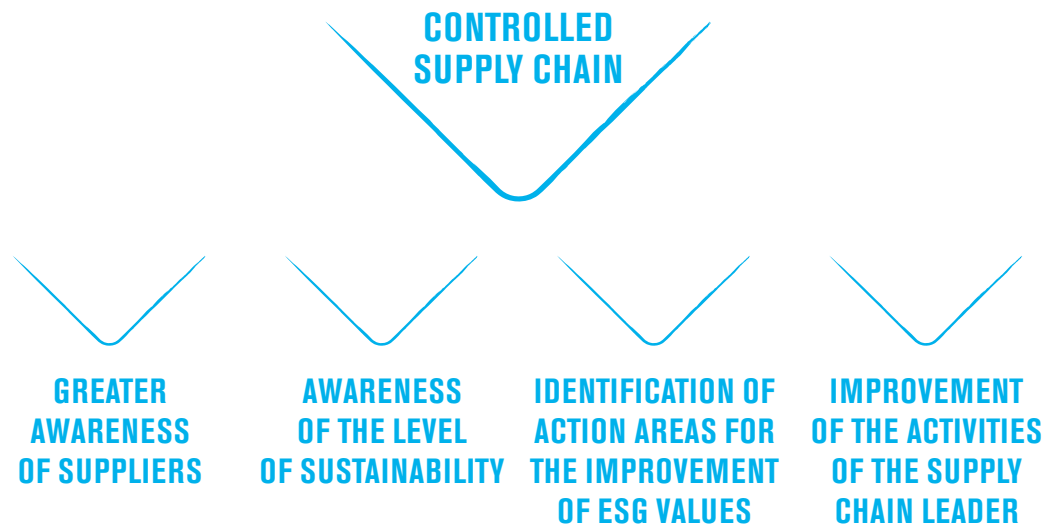 CONTROLLED
SUPPLY CHAIN
GREATER
AWARENESS
OF SUPPLIERS
AWARENESS
OF THE LEVEL
OF SUSTAINABILITY
IDENTIFICATION OF
ACTION AREAS FOR
THE IMPROVEMENT
OF ESG VALUES
IMPROVEMENT
OF THE ACTIVITIES
OF THE SUPPLY
CHAIN LEADER